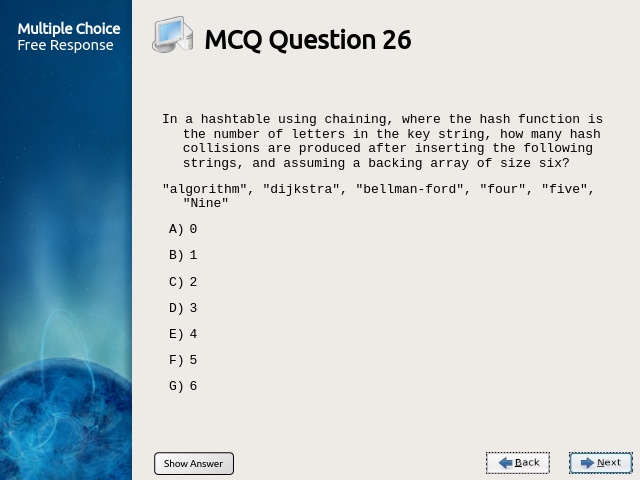 Multiple Choice
Free Response
MCQ Question 26
In a hashtable using chaining, where the hash function is
the number of letters in the key string, how many hash
collisions are produced after inserting the following
strings, and assuming a backing array of size six?
"algorithm", "dijkstra", "bellman-ford", "four", "five",
"Nine"
A) 0
B) 1
C) 2
D) 3
E) 4
F) 5
G) 6
Show Answer
Back
Next